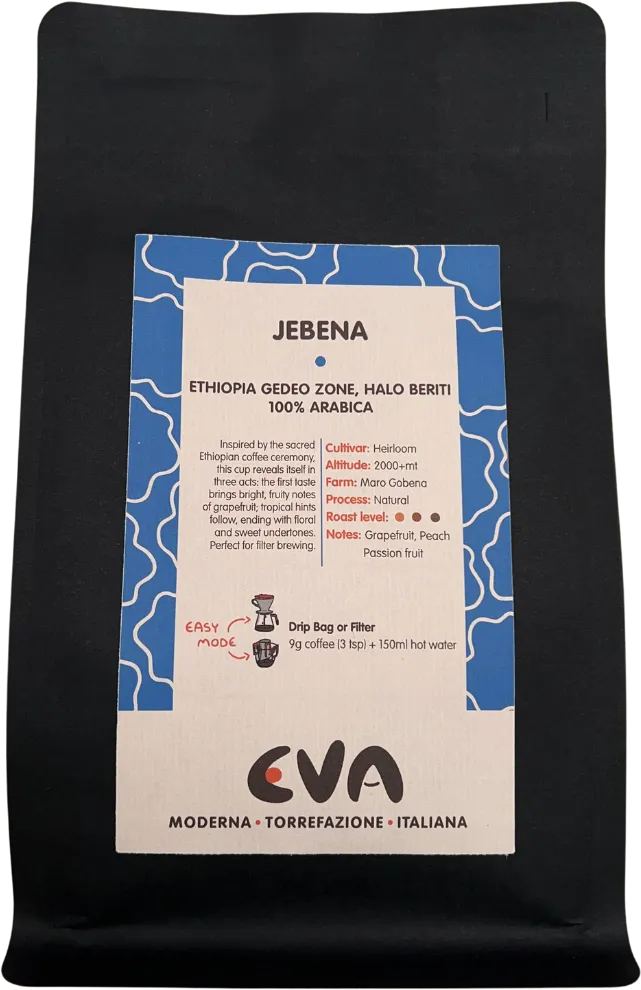 JEBENA
ETHIOPIA GEDEO ZONE, HALO BERITI
100% ARABICA
Inspired by the sacred
Ethiopian coffee ceremony,
this cup reveals itself in
three acts: the first taste
brings bright, fruity notes
of grapefruit; tropical hints
follow, ending with floral
and sweet undertones.
Perfect for filter brewing.
Cultivar: Heirloom
Altitude: 2000+mt
Farm: Maro Gobena
Process: Natural
Roast level:
Notes: Grapefruit, Peach
Passion fruit
EASY
MODE
Drip Bag or Filter
9g coffee (3 tsp) + 150ml hot water
EVA
MODERNA • TORREFAZIONE • ITALIANA